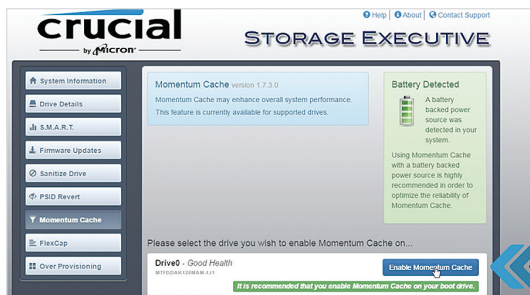 Help | About | Contact Support
crucial
by Micron
STORAGE EXECUTIVE
System Information
Drive Details
S.M.A.R.T.
Firmware Updates
Sanitize Drive
PSID Revert
Momentum Cache
FlexCap
Over Provisioning
Momentum Cache version 1.7.3.0
Momentum Cache may enhance overall system performance.
This feature is currently available for supported drives.
Battery Detected
A battery
backed power
source was
detected in your
system.
Using Momentum Cache
with a battery backed
power source is highly
recommended in order to
optimize the reliability of
Momentum Cache.
Please select the drive you wish to enable Momentum Cache on...
Drive0 - Good Health
Enable Momentum Cache
It is recommended that you enable Momentum Cache on your boot drive.